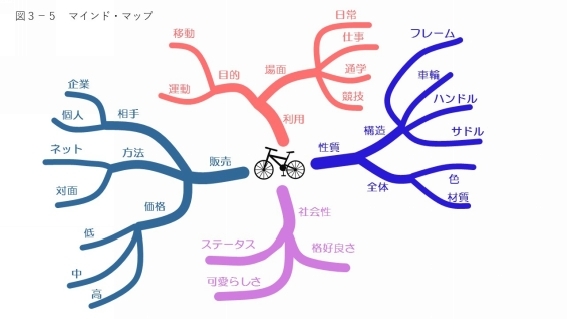 図3-5 マインド・マップ
日常
仕事
通学
競技
場面
移動
目的
運動
利用
フレーム
車輪
ハンドル
サドル
構造
性質
全体
色
材質
企業
個人
相手
ネット
方法
対面
販売
価格
低
中
高
社会性
ステータス
格好良さ
可愛らしさ